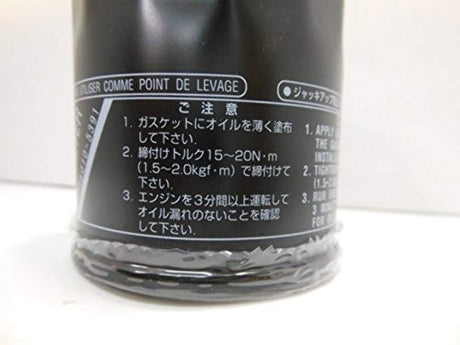 UTILISER COMME POINT DE LEVAGE
● ジャッキアップ
ご注意
1. ガスケットにオイルを薄く塗布
して下さい。
2. 締付けトルク15～20N・m
(1.5～2.0kgf・m) で締付けて
下さい。
3. エンジンを3分間以上運転して
オイル漏れのないことを確認
して下さい。
1. APPLY
THE GA
INSTAL
2. TIGHTE
(1.5~2.
3. RUN
3 M
FOR